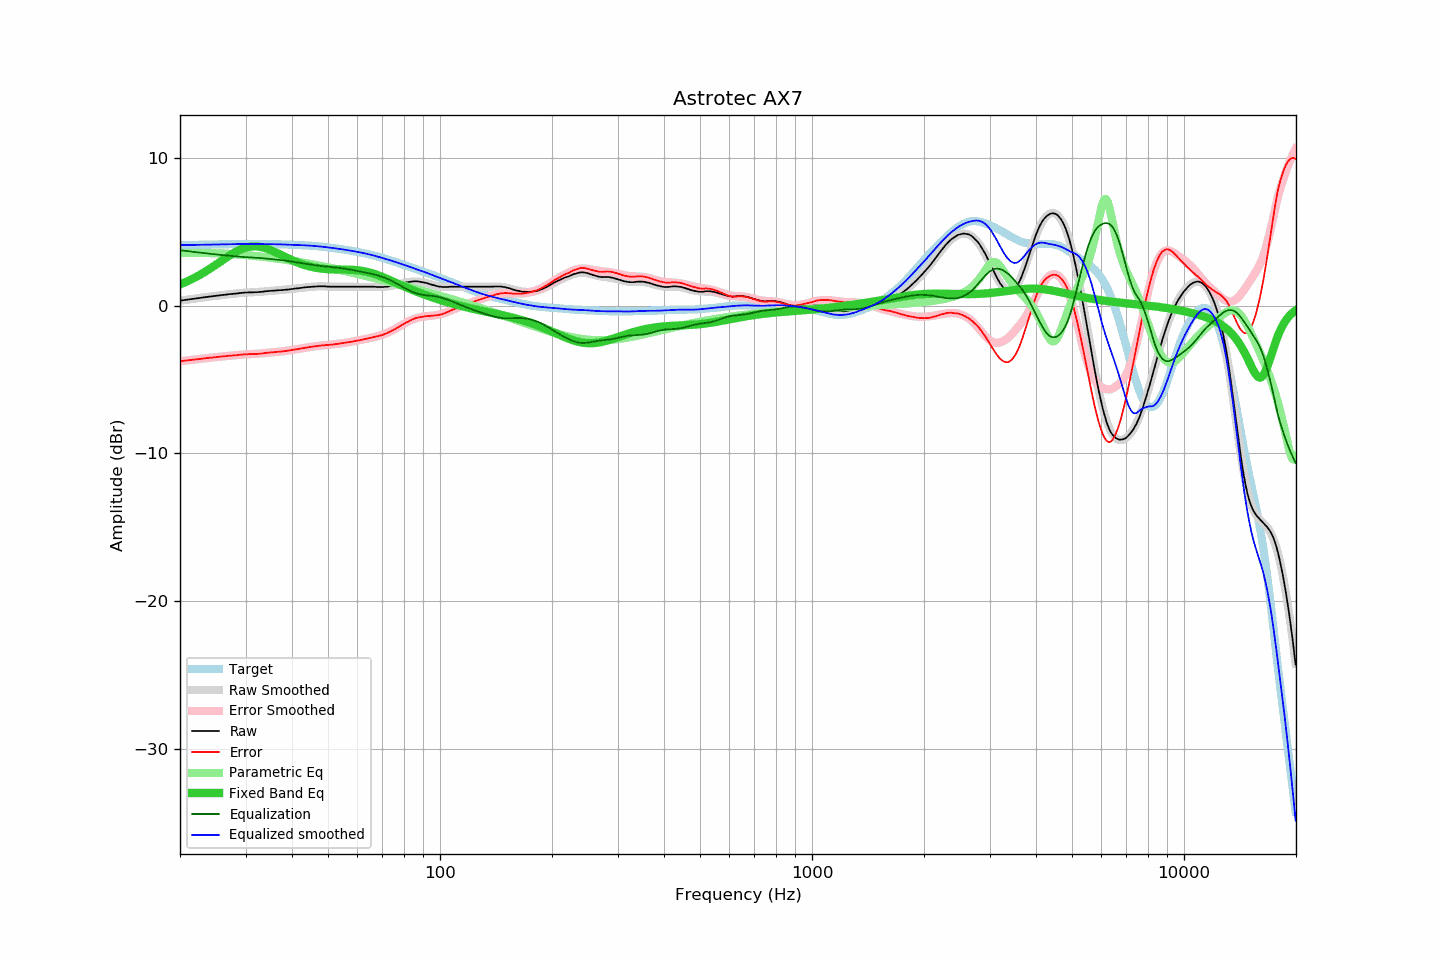 Astrotec AX7
10
0
−10
−20
−30
Amplitude (dBr)
Target
Raw Smoothed
Error Smoothed
Raw
Error
Parametric Eq
Fixed Band Eq
Equalization
Equalized smoothed
100
1000
10000
Frequency (Hz)